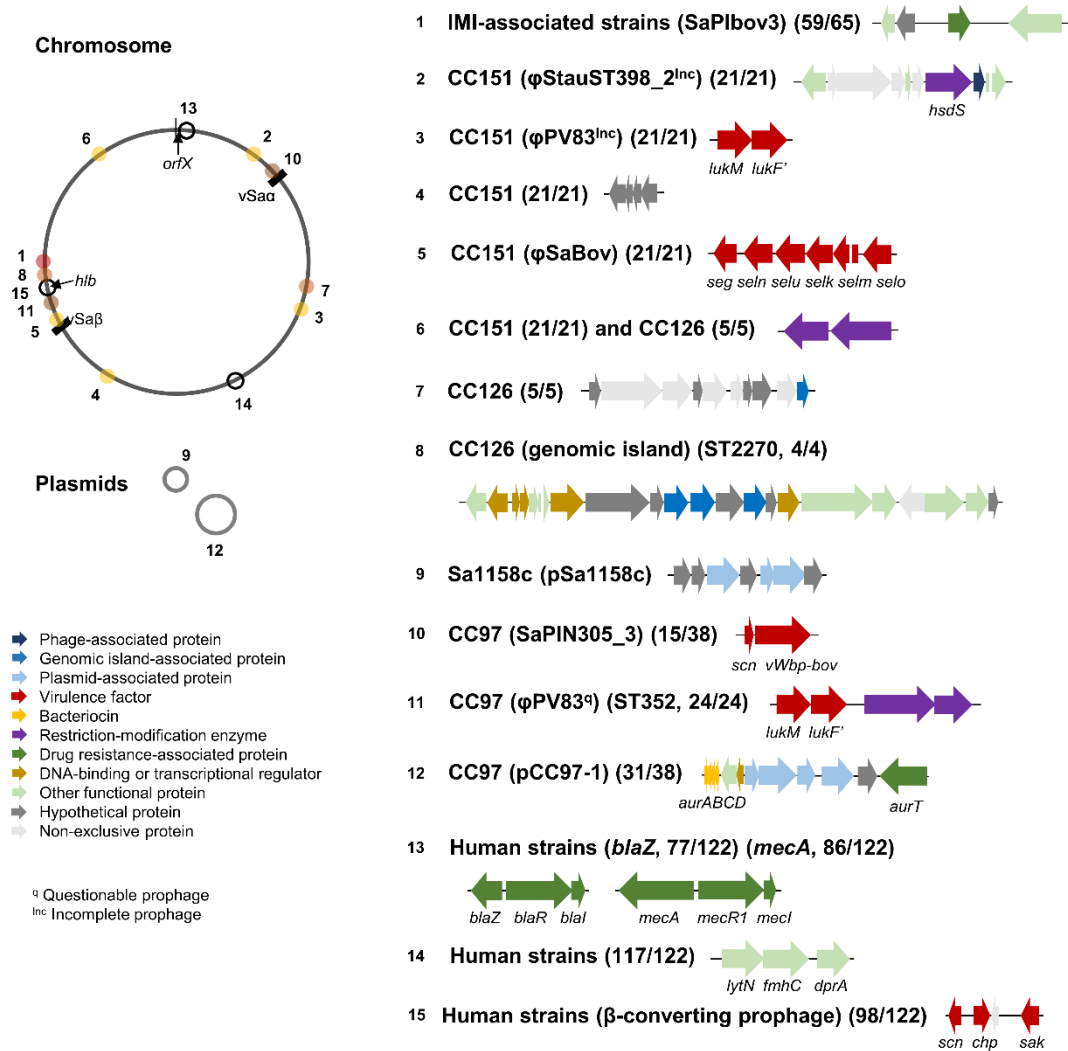 Chromosome
13
6
2
10
orfX
vSaα
1
8
hlb
15
11
vSaβ
5
7
3
4
14
Plasmids
9
12
Phage-associated protein
Genomic island-associated protein
Plasmid-associated protein
Virulence factor
Bacteriocin
Restriction-modification enzyme
Drug resistance-associated protein
DNA-binding or transcriptional regulator
Other functional protein
Hypothetical protein
Non-exclusive protein
q Questionable prophage
Inc Incomplete prophage
1 IMI-associated strains (SaPIbov3) (59/65)
2 CC151 (φStauST398_2Inc) (21/21)
hsdS
3 CC151 (φPV83Inc) (21/21)
lukM lukF’
4 CC151 (21/21)
5 CC151 (φSaBov) (21/21)
seg seln selu selk selm selo
6 CC151 (21/21) and CC126 (5/5)
7 CC126 (5/5)
8 CC126 (genomic island) (ST2270, 4/4)
9 Sa1158c (pSa1158c)
10 CC97 (SaPIN305_3) (15/38)
scn vWbp-bov
11 CC97 (φPV83q) (ST352, 24/24)
lukM lukF’
12 CC97 (pCC97-1) (31/38)
aurABCD aurT
13 Human strains (blaZ, 77/122) (mecA, 86/122)
blaZ blaR blaI mecA mecR1 mecI
14 Human strains (117/122)
lytN fmhC dprA
15 Human strains (β-converting prophage) (98/122)
scn chp sak